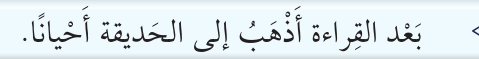 بَعْد القِراءة أَذْهَبُ إلى الحَديقة أَحْيانًا.